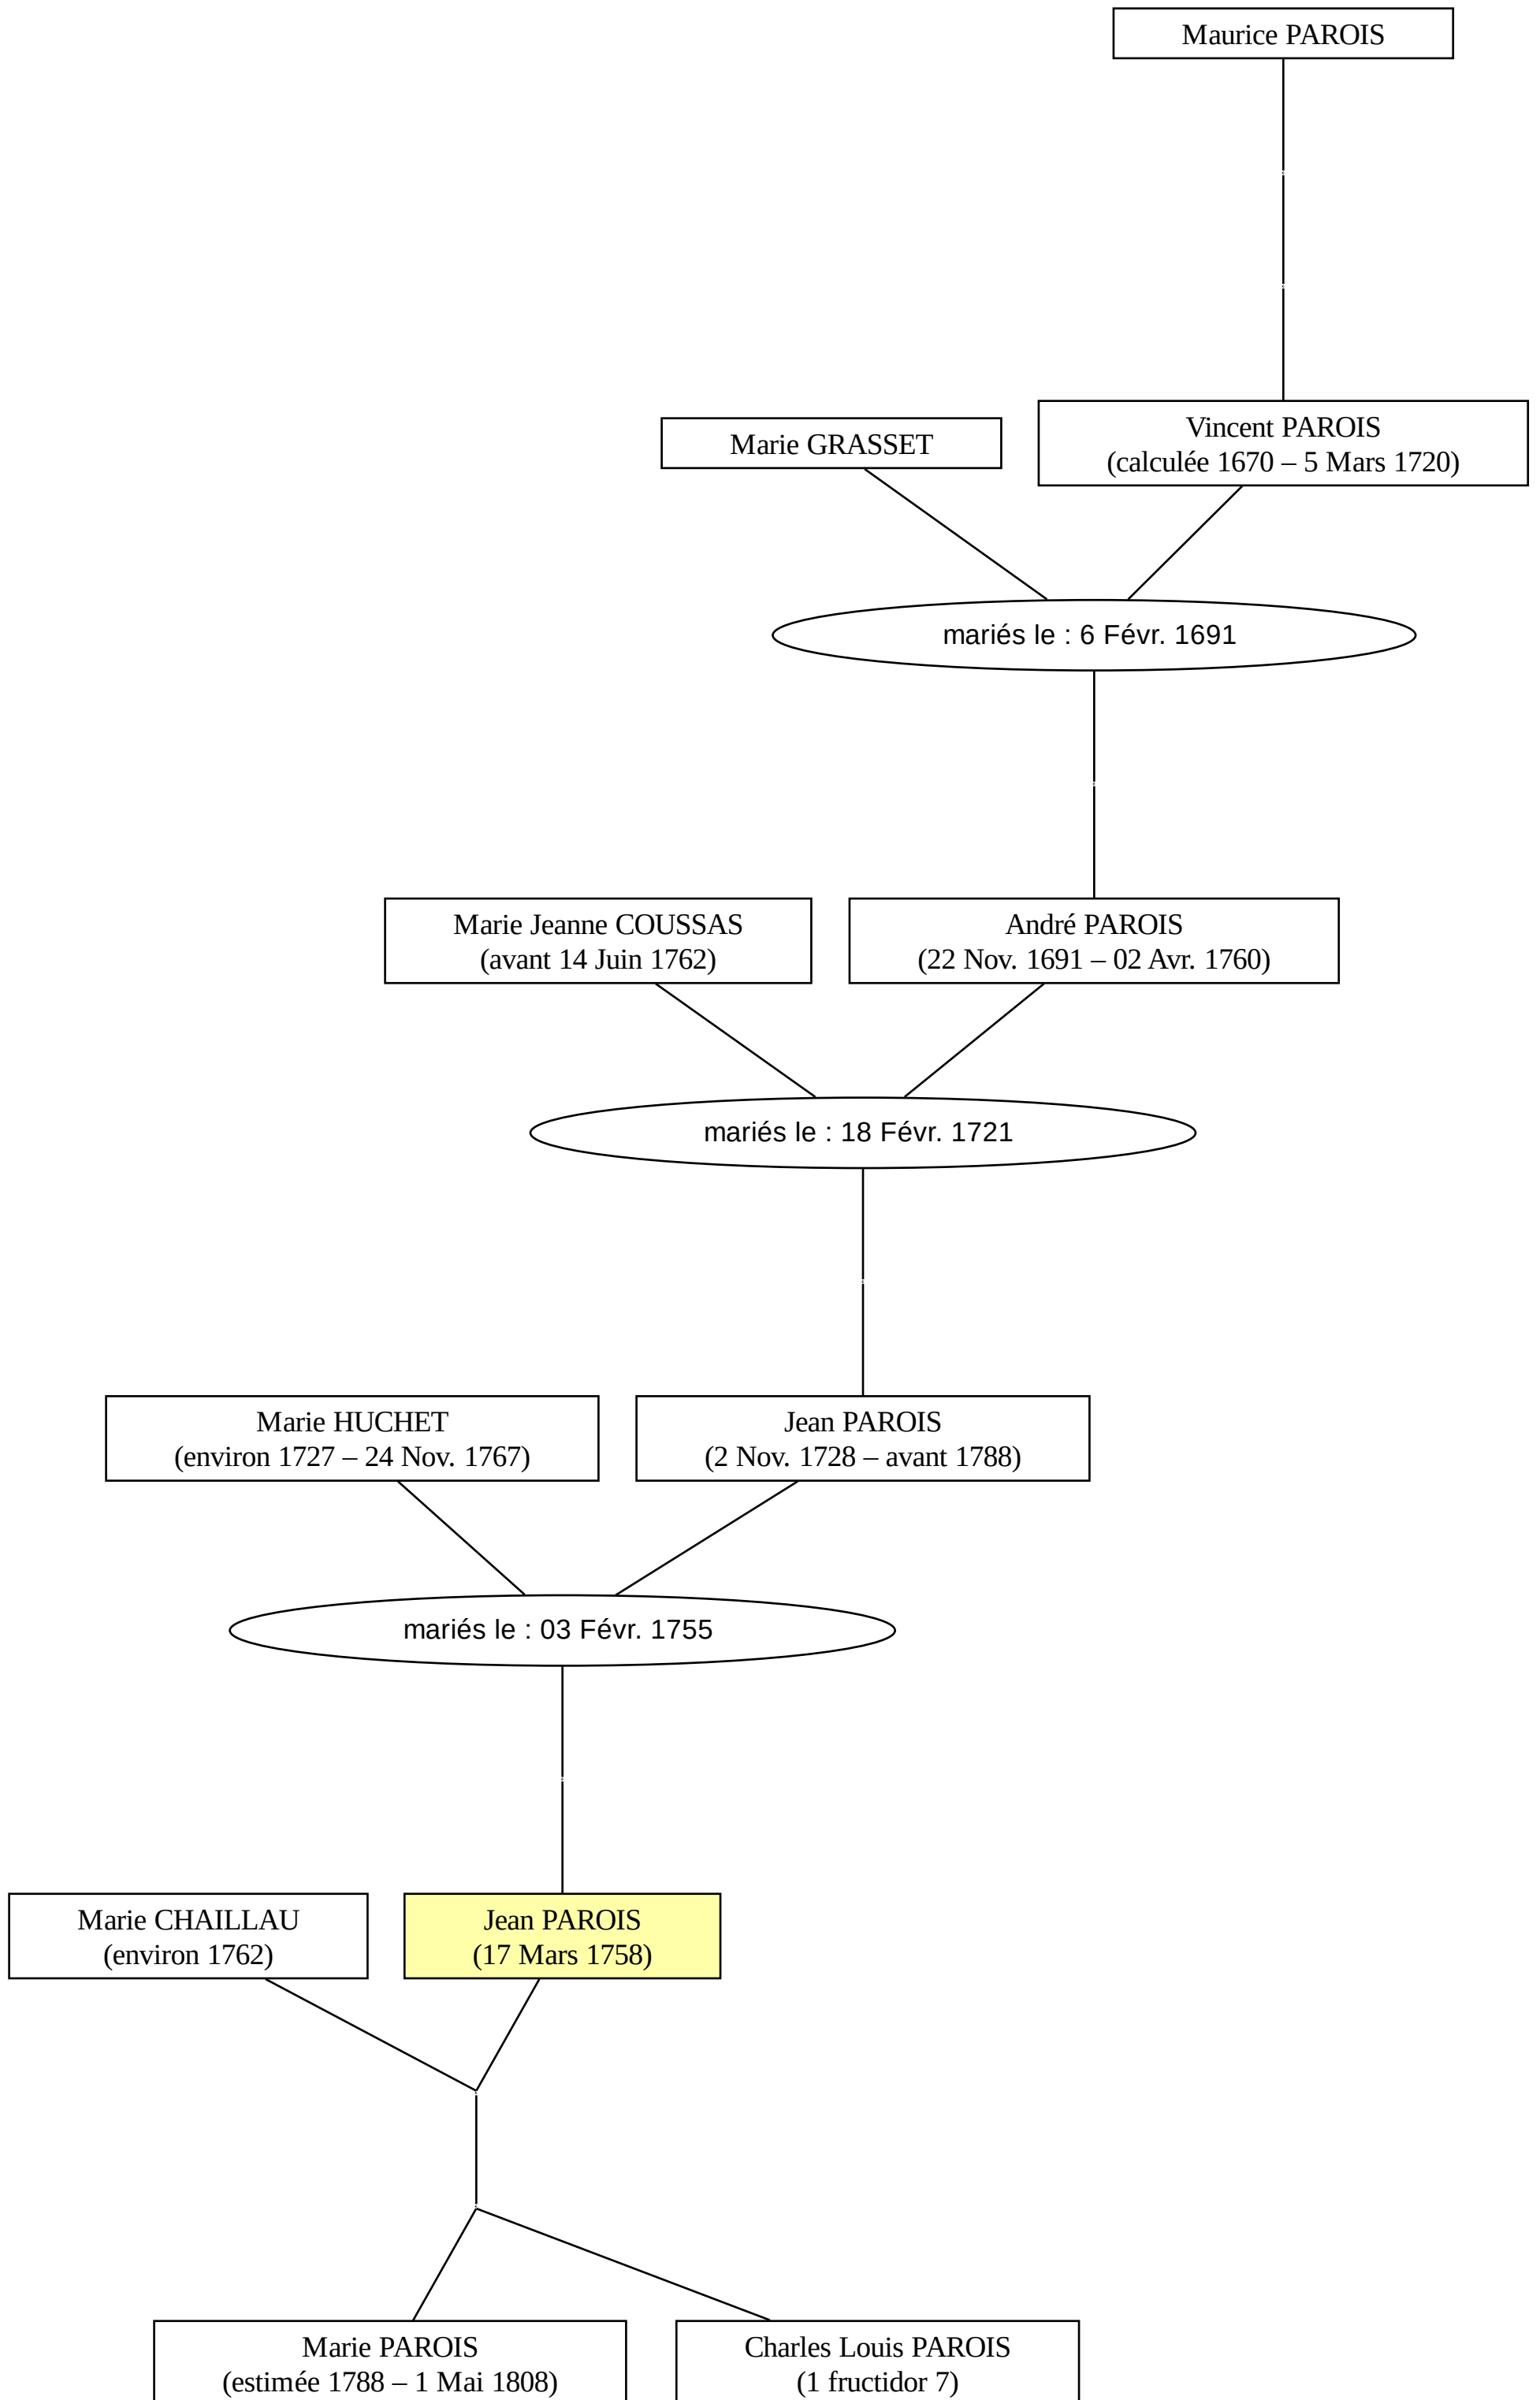 Maurice PAROIS
Marie GRASSET
Vincent PAROIS
(calculée 1670 – 5 Mars 1720)
mariés le : 6 Févr. 1691
Marie Jeanne COUSSAS
(avant 14 Juin 1762)
André PAROIS
(22 Nov. 1691 – 02 Avr. 1760)
mariés le : 18 Févr. 1721
Marie HUCHET
(environ 1727 – 24 Nov. 1767)
Jean PAROIS
(2 Nov. 1728 – avant 1788)
mariés le : 03 Févr. 1755
Marie CHAILLAU
(environ 1762)
Jean PAROIS
(17 Mars 1758)
Marie PAROIS
(estimée 1788 – 1 Mai 1808)
Charles Louis PAROIS
(1 fructidor 7)